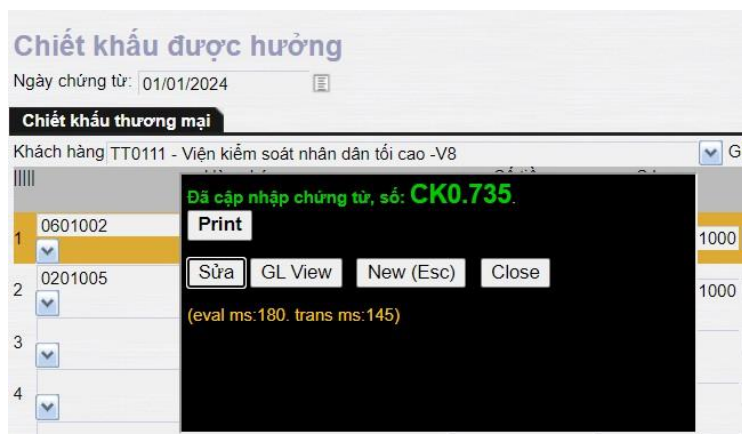 Chiết khấu được hưởng
Ngày chứng từ: 01/01/2024
Chiết khấu thương mại
Khách hàng TT0111 - Viện kiểm soát nhân dân tối cao -V8 G
Đã cập nhập chứng từ, số: CK0.735.
Print
1 0601002 1000
Sửa GL View New (Esc) Close
2 0201005 1000
(eval ms:180. trans ms:145)
3
4